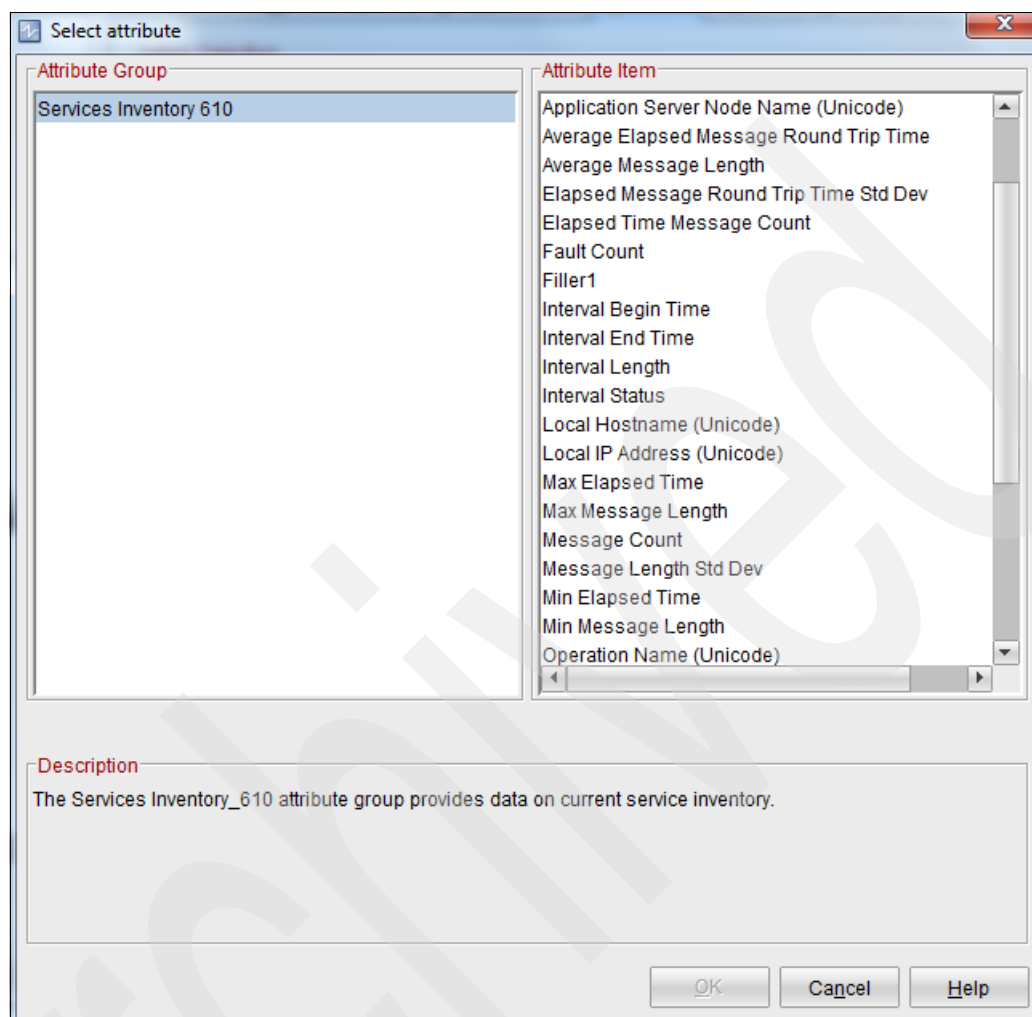 Select attribute
X
Attribute Group
Services Inventory 610
Attribute Item
Application Server Node Name (Unicode)
Average Elapsed Message Round Trip Time
Average Message Length
Elapsed Message Round Trip Time Std Dev
Elapsed Time Message Count
Fault Count
Filler1
Interval Begin Time
Interval End Time
Interval Length
Interval Status
Local Hostname (Unicode)
Local IP Address (Unicode)
Max Elapsed Time
Max Message Length
Message Count
Message Length Std Dev
Min Elapsed Time
Min Message Length
Operation Name (Unicode)
Description
The Services Inventory_610 attribute group provides data on current service inventory.
OK
Cancel
Help